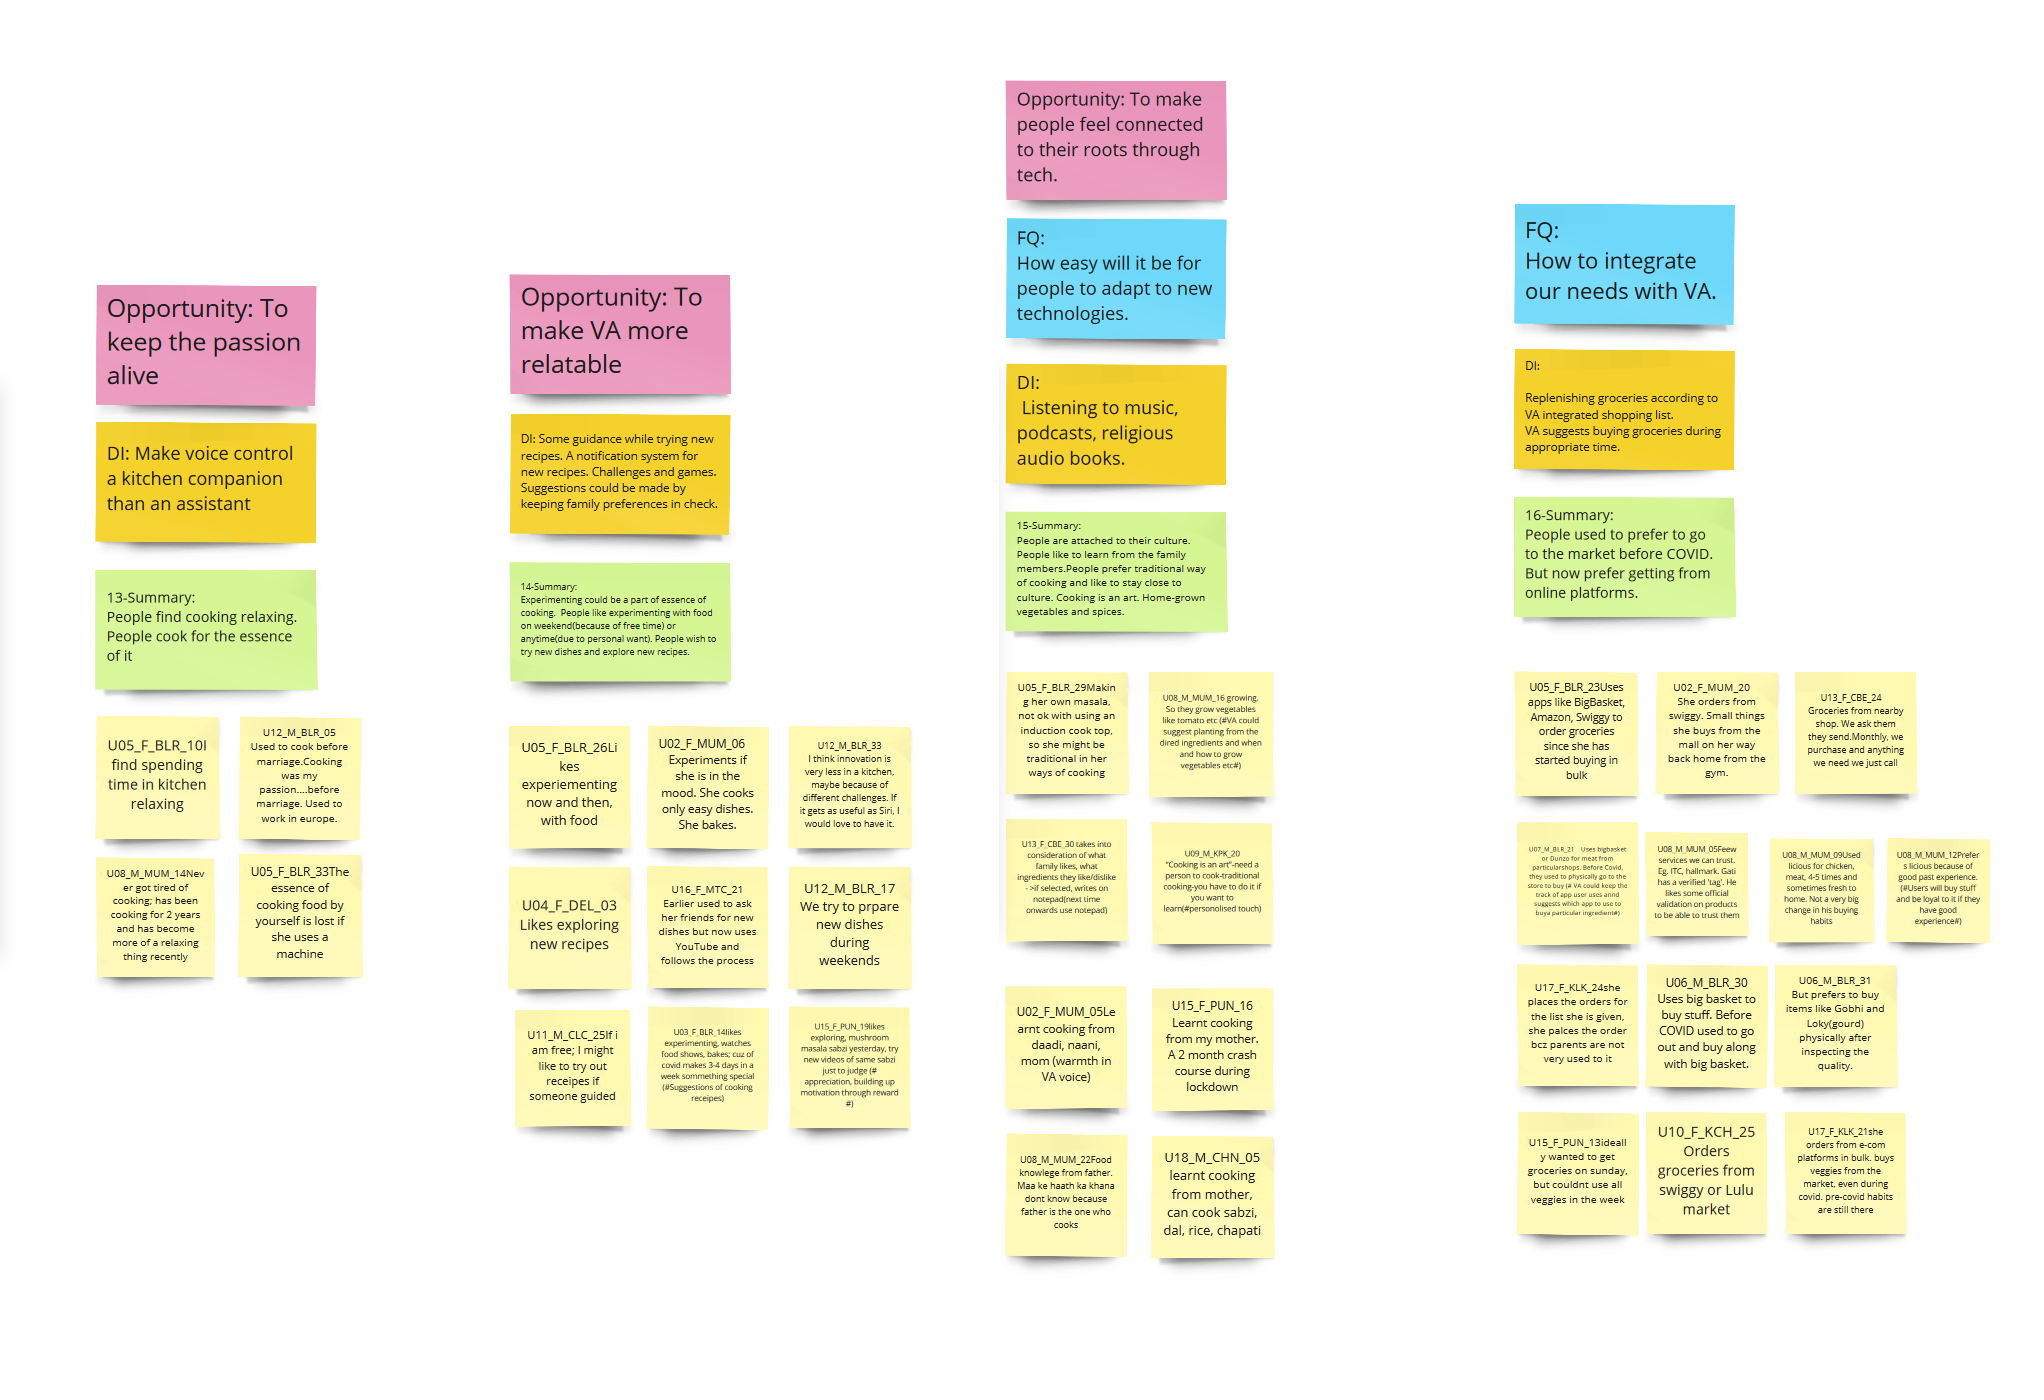 Opportunity: To
keep the passion
alive
DI: Make voice control
a kitchen companion
than an assistant
13-Summary:
People find cooking relaxing.
People cook for the essence
of it
U05_F_BLR_10I
find spending
time in kitchen
relaxing
U12_M_BLR_05
Used to cook before
marriage.Cooking
was my
passion....before
marriage. Used to
work in europe.
U08_M_MUM_14Nev
er got tired of
cooking; has been
cooking for 2 years
and has become
more of a relaxing
thing recently
U05_F_BLR_33The
essence of
cooking food by
yourself is lost if
she uses a
machine
Opportunity: To
make VA more
relatable
DI: Some guidance while trying new
recipes. A notification system for
new recipes. Challenges and games.
Suggestions could be made by
keeping family preferences in check.
14-Summary:
Experimenting could be a part of essence of
cooking.  People like experimenting with food
on weekend(because of free time) or
anytime(due to personal want). People wish to
try new dishes and explore new recipes.
U05_F_BLR_26Li
kes
experiementing
now and then,
with food
U02_F_MUM_06
Experiments if
she is in the
mood. She cooks
only easy dishes.
She bakes.
U12_M_BLR_33
I think innovation is
very less in a kitchen,
maybe because of
different challenges. If
it gets as useful as Siri, I
would love to have it.
U04_F_DEL_03
Likes exploring
new recipes
U16_F_MTC_21
Earlier used to ask
her friends for new
dishes but now uses
YouTube and
follows the process
U12_M_BLR_17
We try to prpare
new dishes
during
weekends
U11_M_CLC_25If i
am free; I might
like to try out
receipes if
someone guided
U03_F_BLR_14likes
experimenting, watches
food shows, bakes; cuz of
covid makes 3-4 days in a
week sommething special
(#Suggestions of cooking
receipes)
U15_F_PUN_19likes
exploring, mushroom
masala sabzi yesterday, try
new videos of same sabzi
just to judge (#
appreciation, building up
motivation through reward
#)
Opportunity: To make
people feel connected
to their roots through
tech.
FQ:
How easy will it be for
people to adapt to new
technologies.
DI:
Listening to music,
podcasts, religious
audio books.
15-Summary:
People are attached to their culture.
People like to learn from the family
members.People prefer traditional way
of cooking and like to stay close to
culture. Cooking is an art. Home-grown
vegetables and spices.
U05_F_BLR_29Makin
g her own masala,
not ok with using an
induction cook top,
so she might be
traditional in her
ways of cooking
U08_M_MUM_16 growing,
So they grow vegetables
like tomato etc (#VA could
suggest planting from the
dired ingredients and when
and how to grow
vegetables etc#)
U13_F_CBE_30 takes into
consideration of what
family likes, what
ingredients they like/dislike
->if selected, writes on
notepad(next time
onwards use notepad)
U09_M_KPK_20
"Cooking is an art"-need a
person to cook-traditional
cooking-you have to do it if
you want to
learn(#personolised touch)
U02_F_MUM_05Le
arnt cooking from
daadi, naani,
mom (warmth in
VA voice)
U15_F_PUN_16
Learnt cooking
from my mother.
A 2 month crash
course during
lockdown
U08_M_MUM_22Food
knowlege from father.
Maa ke haath ka khana
dont know because
father is the one who
cooks
U18_M_CHN_05
learnt cooking
from mother,
can cook sabzi,
dal, rice, chapati
FQ:
How to integrate
our needs with VA.
DI:
Replenishing groceries according to
VA integrated shopping list.
VA suggests buying groceries during
appropriate time.
16-Summary:
People used to prefer to go
to the market before COVID.
But now prefer getting from
online platforms.
U05_F_BLR_23Uses
apps like BigBasket,
Amazon, Swiggy to
order groceries
since she has
started buying in
bulk
U02_F_MUM_20
She orders from
swiggy. Small things
she buys from the
mall on her way
back home from the
gym.
U13_F_CBE_24
Groceries from nearby
shop. We ask them
they send.Monthly, we
purchase and anything
we need we just call
U07_M_BLR_21   Uses bigbasket
or Dunzo for meat from
particularshops. Before Covid,
they used to physically go to the
store to buy (# VA could keep the
track of app user uses annd
suggests which app to use to
buya particular ingredient#)
U08_M_MUM_05Feew
services we can trust.
Eg. ITC, hallmark. Gati
has a verified 'tag'. He
likes some official
validation on products
to be able to trust them
U08_M_MUM_09Used
licious for chicken,
meat, 4-5 times and
sometimes fresh to
home. Not a very big
change in his buying
habits
U08_M_MUM_12Prefer
s licious because of
good past experience.
(#Users will buy stuff
and be loyal to it if they
have good
experience#)
U17_F_KLK_24she
places the orders for
the list she is given,
she palces the order
bcz parents are not
very used to it
U06_M_BLR_30
Uses big basket to
buy stuff. Before
COVID used to go
out and buy along
with big basket.
U06_M_BLR_31
But prefers to buy
items like Gobhi and
Loky(gourd)
physically after
inspecting the
quality.
U15_F_PUN_13ideall
y wanted to get
groceries on sunday,
but couldnt use all
veggies in the week
U10_F_KCH_25
Orders
groceries from
swiggy or Lulu
market
U17_F_KLK_21she
orders from e-com
platforms in bulk. buys
veggies from the
market, even during
covid. pre-covid habits
are still there